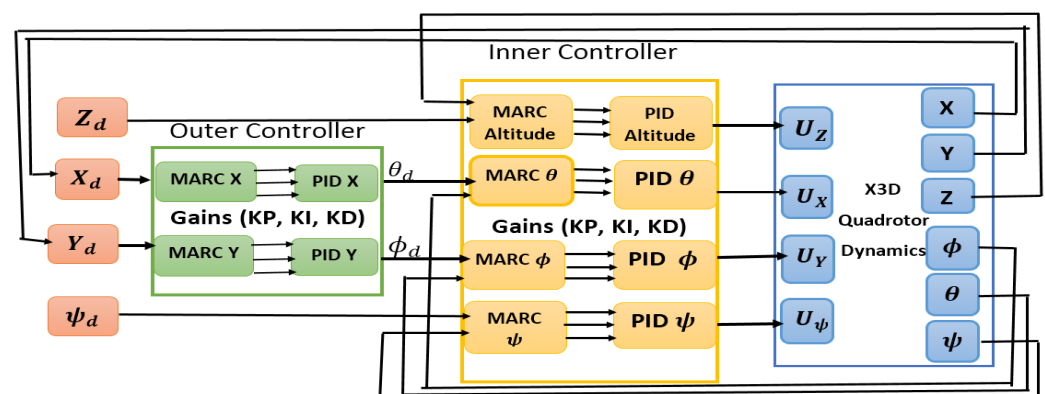 Inner Controller
Z_d
Outer Controller
MARC Altitude
PID Altitude
U_Z
X
X_d
MARC X
PID X
θ_d
MARC θ
PID θ
U_X
Y
X3D Quadrotor Dynamics
Z
Gains (KP, KI, KD)
Gains (KP, KI, KD)
Y_d
MARC Y
PID Y
ϕ_d
MARC ϕ
PID ϕ
U_Y
ϕ
θ
ψ_d
MARC ψ
PID ψ
U_ψ
ψ